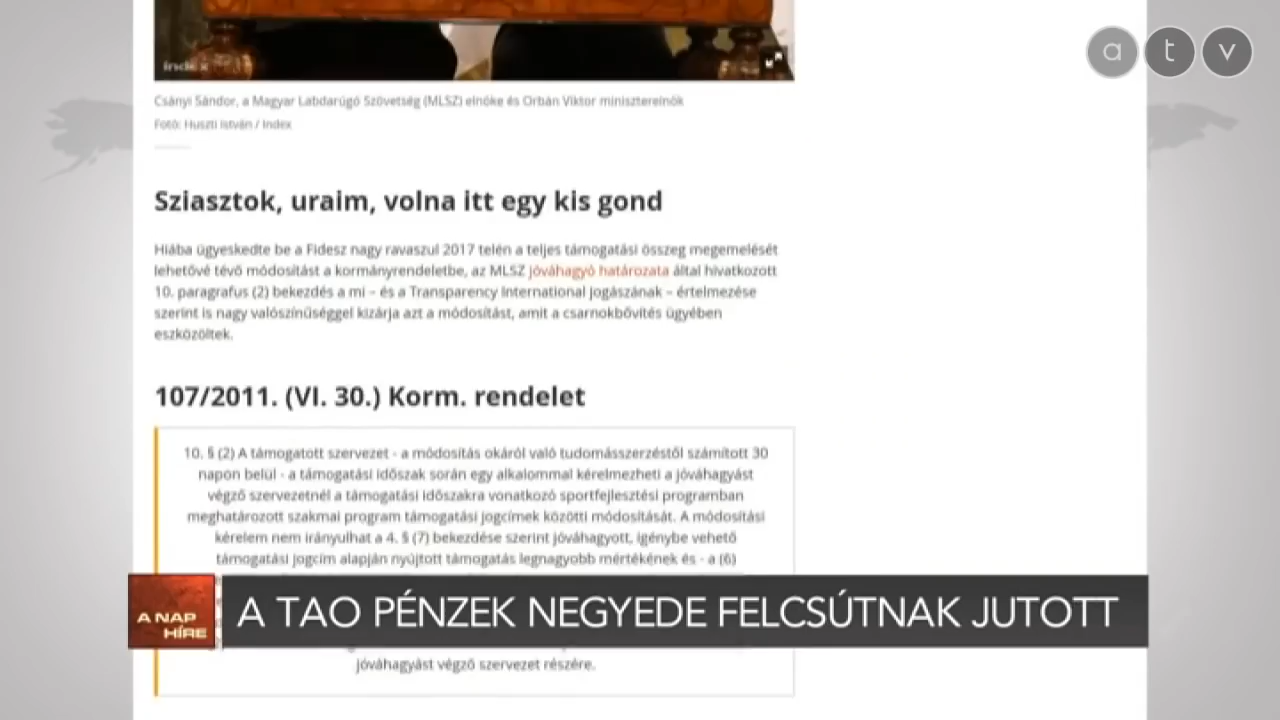 a t v
index
Csányi Sándor, a Magyar Labdarúgó Szövetség (MLSZ) elnöke és Orbán Viktor miniszterelnök
Fotó: Huszti István / Index
Sziasztok, uraim, volna itt egy kis gond
Hiába ügyeskedte be a Fidesz nagy ravaszul 2017 telén a teljes támogatási összeg megemelését
lehetővé tévő módosítást a kormányrendeletbe, az MLSZ jóváhagyó határozata által hivatkozott
10. paragrafus (2) bekezdés a mi – és a Transparency International jogászának – értelmezése
szerint is nagy valószínűséggel kizárja azt a módosítást, amit a csarnokbővítés ügyében
eszközöltek.
107/2011. (VI. 30.) Korm. rendelet
10. § (2) A támogatott szervezet - a módosítás okáról való tudomásszerzéstől számított 30
napon belül - a támogatási időszak során egy alkalommal kérelmezheti a jóváhagyást
végző szervezetnél a támogatási időszakra vonatkozó sportfejlesztési programban
meghatározott szakmai program támogatási jogcímek közötti módosítását. A módosítási
kérelem nem irányulhat a 4. § (7) bekezdése szerint jóváhagyott, igénybe vehető
támogatási jogcím alapján nyújtott támogatás legnagyobb mértékének és - a (6)
A NAP
HÍRE
A TAO PÉNZEK NEGYEDE FELCSÚTNAK JUTOTT
jóváhagyást végző szervezet részére.